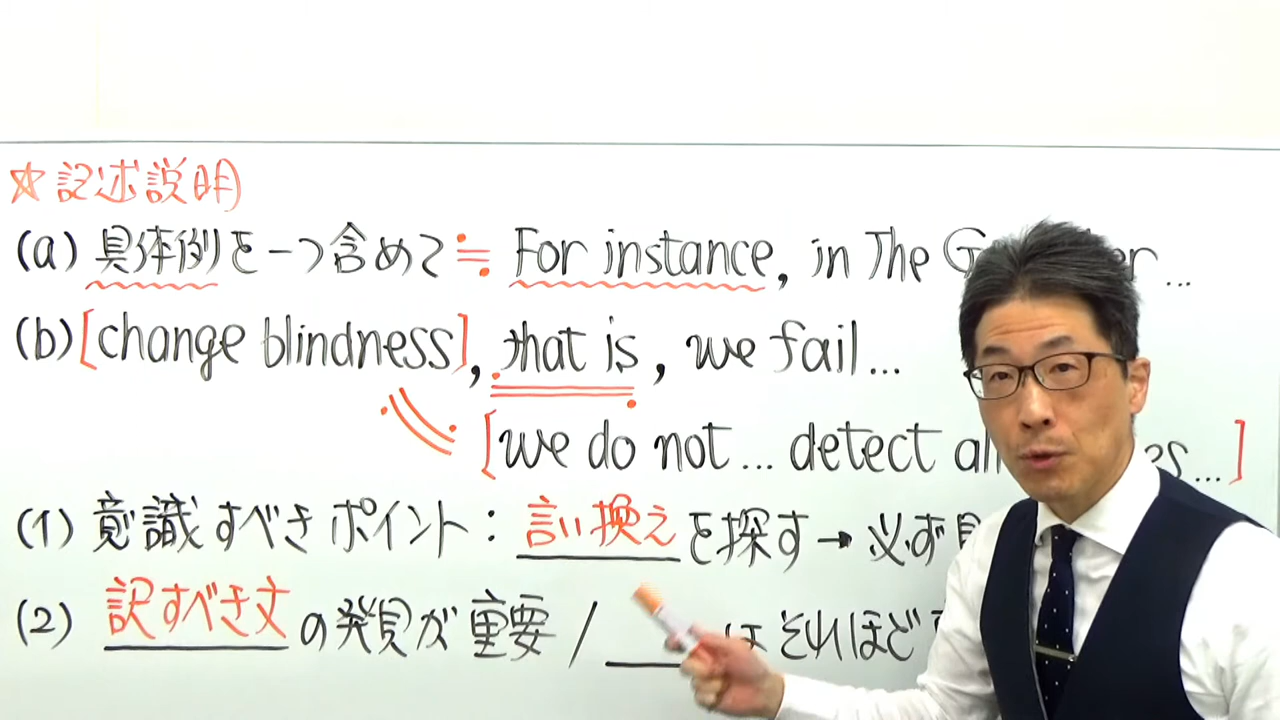 ☆記述説明
(a) 具体例を一つ含めて ≒ For instance, in The G
(b) [change blindness], that is, we fail...
[we do not... detect al ...]
(1) 意識すべきポイント：言い換えを探す→必ず
(2) 訳すべき文の発見が重要 / ＿＿はそれほど